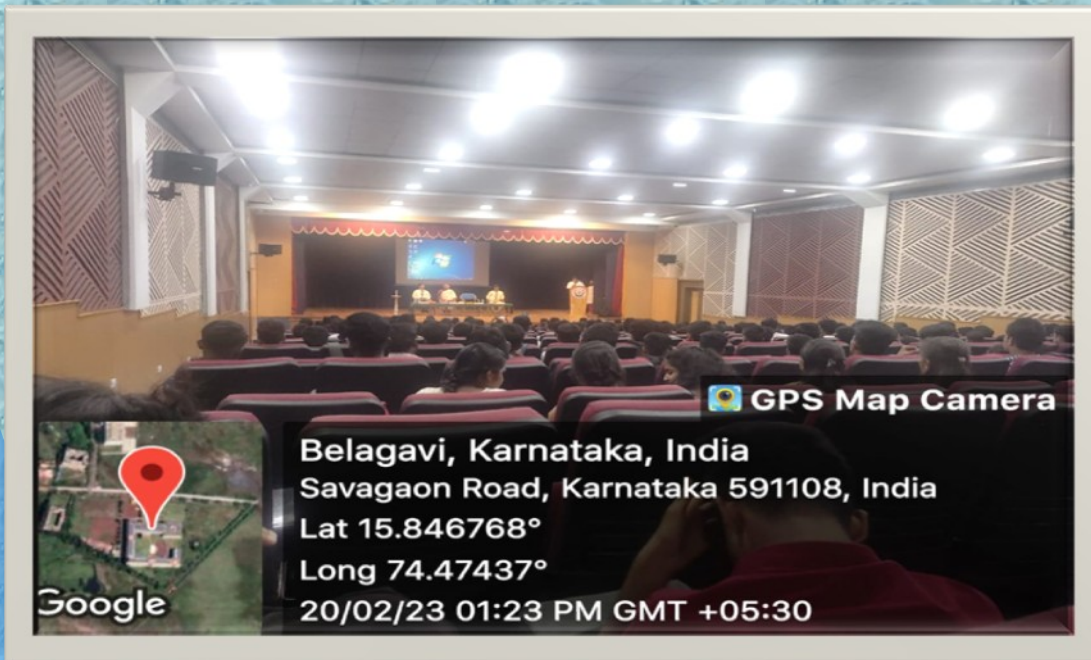 GPS Map Camera
Belagavi, Karnataka, India
Savagaon Road, Karnataka 591108, India
Lat 15.846768°
Long 74.47437°
20/02/23 01:23 PM GMT +05:30
Google